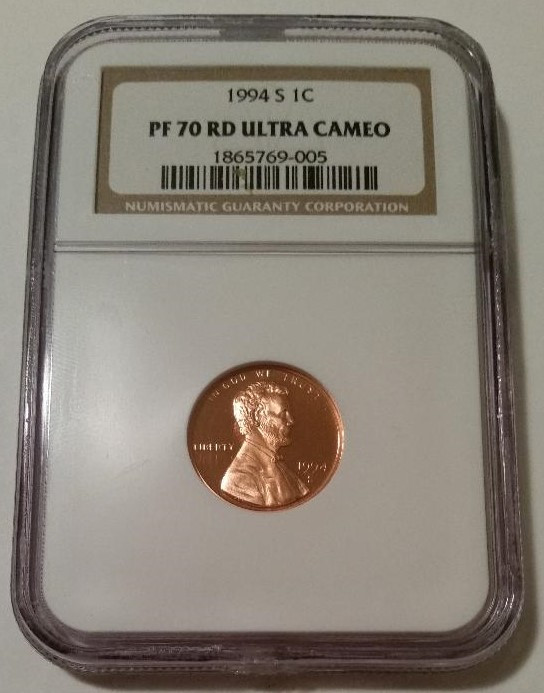 1994 S 1C
PF 70 RD ULTRA CAMEO
1865769-005
NUMISMATIC GUARANTY CORPORATION
IN GOD WE TRUST
LIBERTY
1994
S